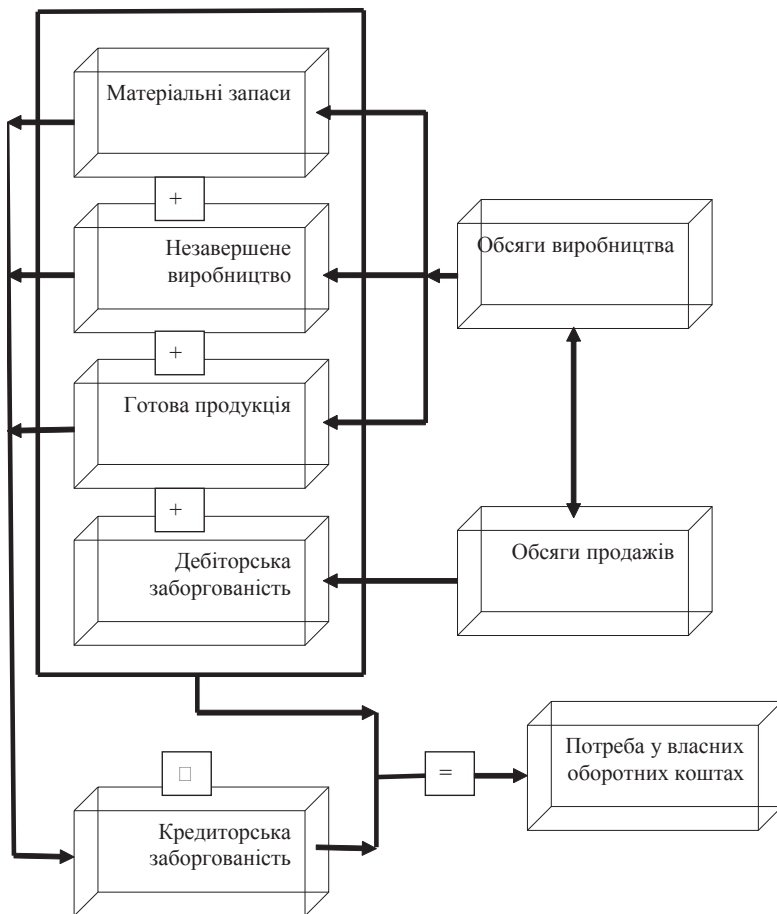 Матеріальні запаси
+
Незавершене
виробництво
Обсяги виробництва
+
Готова продукція
+
Дебіторська
заборгованість
Обсяги продажів
=
Потреба у власних
оборотних коштах
Кредиторська
заборгованість